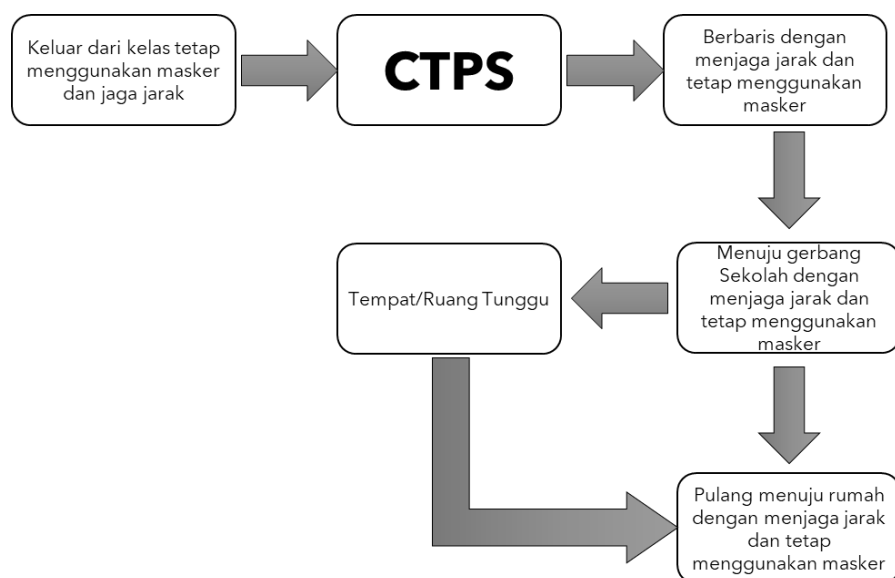 Keluar dari kelas tetap
menggunakan masker
dan jaga jarak
CTPS
Berbaris dengan
menjaga jarak dan
tetap menggunakan
masker
Menuju gerbang
Sekolah dengan
menjaga jarak dan
tetap menggunakan
masker
Tempat/Ruang Tunggu
Pulang menuju rumah
dengan menjaga jarak
dan tetap
menggunakan masker